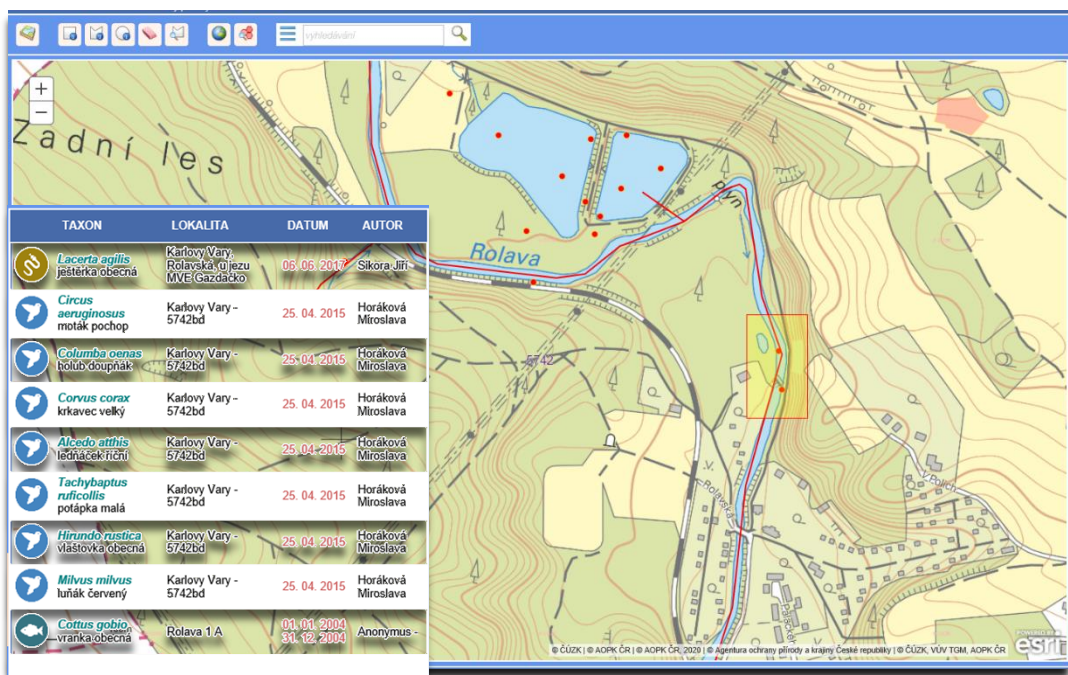 vyhledávání
+
−
Zadní les
plyn
Rolava
5742
V Polích
Rolavská
TAXON LOKALITA DATUM AUTOR
Lacerta agilis
ještěrka obecná
Karlovy Vary,
Rolavská, u jezu
MVE Gazdačko
06. 06. 2017
Sikora Jiří
Circus
aeruginosus
moták pochop
Karlovy Vary -
5742bd
25. 04. 2015
Horáková
Miroslava
Columba oenas
holub doupňák
Karlovy Vary -
5742bd
25. 04. 2015
Horáková
Miroslava
Corvus corax
krkavec velký
Karlovy Vary -
5742bd
25. 04. 2015
Horáková
Miroslava
Alcedo atthis
ledňáček říční
Karlovy Vary -
5742bd
25. 04. 2015
Horáková
Miroslava
Tachybaptus
ruficollis
potápka malá
Karlovy Vary -
5742bd
25. 04. 2015
Horáková
Miroslava
Hirundo rustica
vlaštovka obecná
Karlovy Vary -
5742bd
25. 04. 2015
Horáková
Miroslava
Milvus milvus
luňák červený
Karlovy Vary -
5742bd
25. 04. 2015
Horáková
Miroslava
Cottus gobio
vranka obecná
Rolava 1 A
01. 01. 2004
31. 12. 2004
Anonymus -
© ČÚZK | © AOPK ČR | © AOPK ČR, 2020 | © Agentura ochrany přírody a krajiny České republiky | © ČÚZK, VÚV TGM, AOPK ČR
POWERED BY
esri